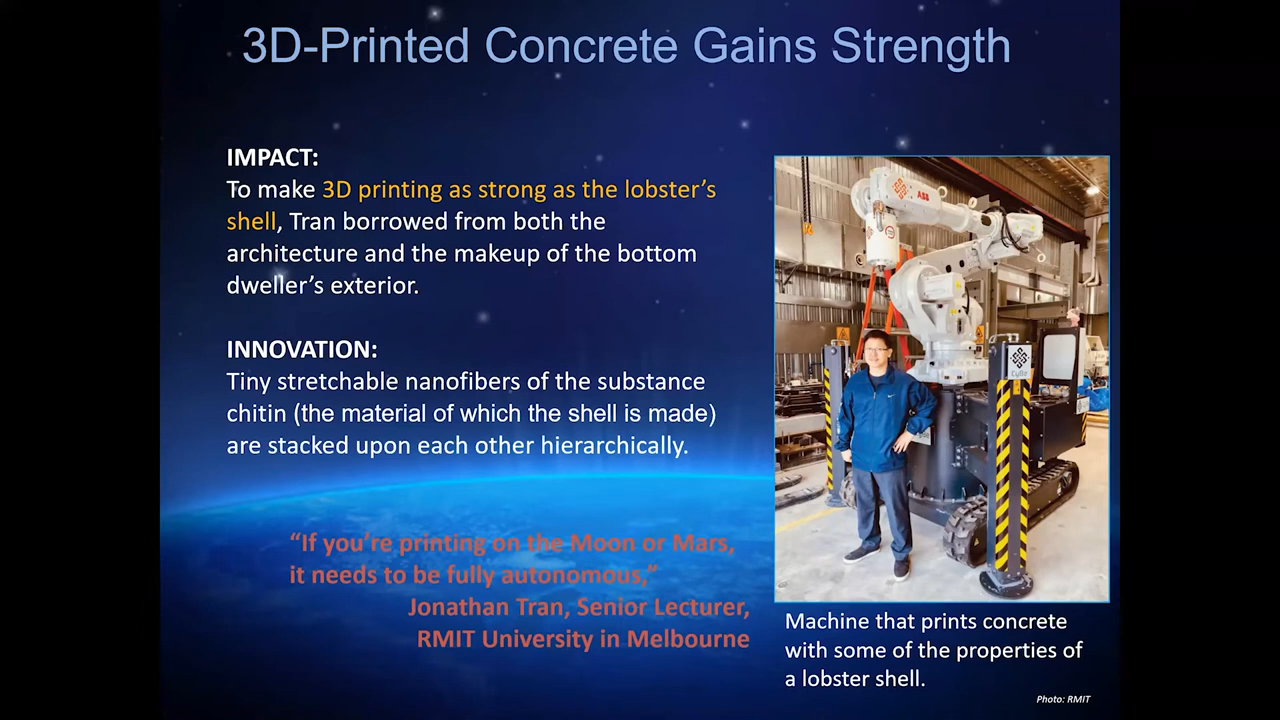 3D-Printed Concrete Gains Strength
IMPACT:
To make 3D printing as strong as the lobster’s
shell, Tran borrowed from both the
architecture and the makeup of the bottom
dweller’s exterior.
INNOVATION:
Tiny stretchable nanofibers of the substance
chitin (the material of which the shell is made)
are stacked upon each other hierarchically.
“If you’re printing on the Moon or Mars,
it needs to be fully autonomous,”
Jonathan Tran, Senior Lecturer,
RMIT University in Melbourne
ABB
Machine that prints concrete
with some of the properties of
a lobster shell.
Photo: RMIT